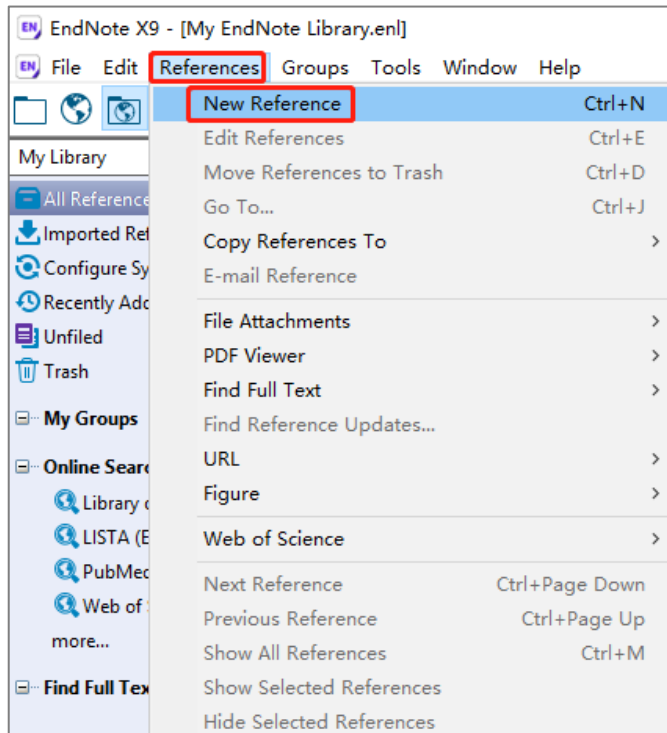 EndNote X9 - [My EndNote Library.enl]
File Edit References Groups Tools Window Help
New Reference Ctrl+N
Edit References Ctrl+E
My Library
Move References to Trash Ctrl+D
All Reference
Go To... Ctrl+J
Imported Ref
Copy References To
Configure Sy
E-mail Reference
Recently Add
File Attachments
Unfiled
PDF Viewer
Trash
Find Full Text
My Groups
Find Reference Updates...
URL
Online Sear
Figure
Library
LISTA (E
Web of Science
PubMed
Next Reference Ctrl+Page Down
Web of
Previous Reference Ctrl+Page Up
more...
Show All References Ctrl+M
Find Full Tex
Show Selected References
Hide Selected References